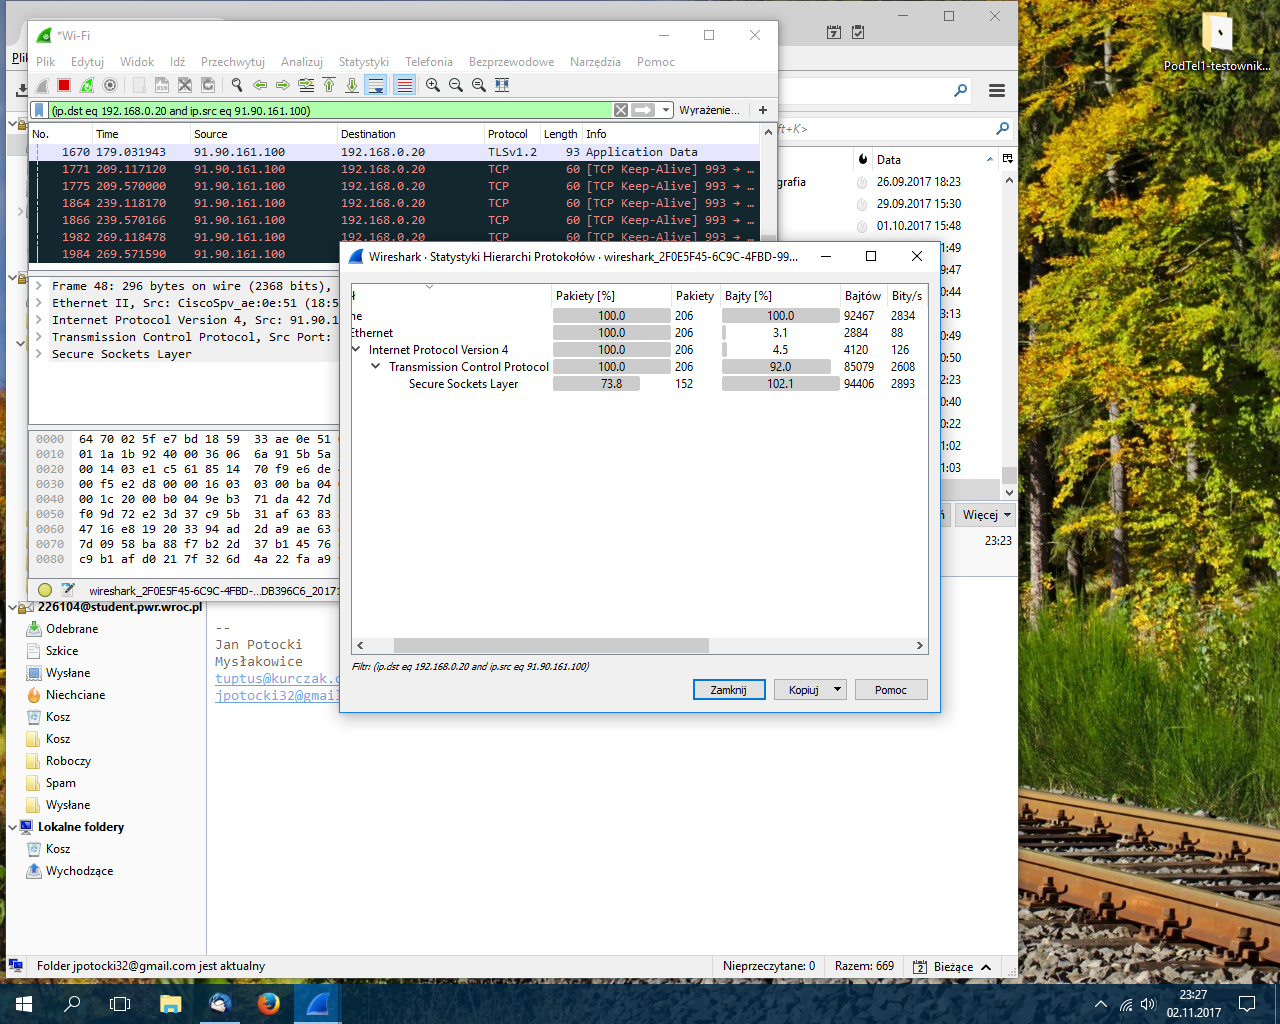 *Wi-Fi
Plik Edytuj Widok Idź Przechwytuj Analizuj Statystyki Telefonia Bezprzewodowe Narzędzia Pomoc
(ip.dst eq 192.168.0.20 and ip.src eq 91.90.161.100)
Wyrażenie... +
No. Time Source Destination Protocol Length Info
1670 179.031943 91.90.161.100 192.168.0.20 TLSv1.2 93 Application Data
1771 209.117120 91.90.161.100 192.168.0.20 TCP 60 [TCP Keep-Alive] 993 → ...
1775 209.570000 91.90.161.100 192.168.0.20 TCP 60 [TCP Keep-Alive] 993 → ...
1864 239.118170 91.90.161.100 192.168.0.20 TCP 60 [TCP Keep-Alive] 993 → ...
1866 239.570166 91.90.161.100 192.168.0.20 TCP 60 [TCP Keep-Alive] 993 → ...
1982 269.118478 91.90.161.100 192.168.0.20 TCP 60 [TCP Keep-Alive] 993 → ...
1984 269.571590 91.90.161.100
Frame 48: 296 bytes on wire (2368 bits),
Ethernet II, Src: CiscoSpv_ae:0e:51 (18:5
Internet Protocol Version 4, Src: 91.90.1
Transmission Control Protocol, Src Port:
Secure Sockets Layer
0000 64 70 02 5f e7 bd 18 59 33 ae 0e 51
0010 01 1a 1b 92 40 00 36 06 6a 91 5b 5a
0020 00 14 03 e1 c5 61 85 14 70 f9 e6 de
0030 00 f5 e2 d8 00 00 16 03 03 00 ba 04
0040 00 1c 20 00 b0 04 9e b3 71 da 42 7d
0050 f0 9d 72 e2 3d 37 c9 5b 31 af 63 83
0060 47 16 e8 19 20 33 94 ad 2d a9 ae 63
0070 7d 09 58 ba 88 f7 b2 2d 37 b1 45 76
0080 c9 b1 af d0 21 7f 32 6d 4a 22 fa a9
wireshark_2F0E5F45-6C9C-4FBD-...DB396C6_20171
Wireshark · Statystyki Hierarchi Protokołów · wireshark_2F0E5F45-6C9C-4FBD-99...
ł Pakiety [%] Pakiety Bajty [%] Bajtów Bity/s
ne 100.0 206 100.0 92467 2834
Ethernet 100.0 206 3.1 2884 88
Internet Protocol Version 4 100.0 206 4.5 4120 126
Transmission Control Protocol 100.0 206 92.0 85079 2608
Secure Sockets Layer 73.8 152 102.1 94406 2893
Filtr: (ip.dst eq 192.168.0.20 and ip.src eq 91.90.161.100)
Zamknij Kopiuj Pomoc
Plik
ft+K>
Data
grafia 26.09.2017 18:23
29.09.2017 15:30
01.10.2017 15:48
1:49
9:47
0:44
3:13
0:50
2:23
0:40
0:22
1:02
1:03
ń Więcej
23:23
226104@student.pwr.wroc.pl
Odebrane
Szkice
Wysłane
Niechciane
Kosz
Kosz
Roboczy
Spam
Wysłane
Lokalne foldery
Kosz
Wychodzące
--
Jan Potocki
Mysłakowice
tuptus@kurczak.
jpotocki32@gmail
Folder jpotocki32@gmail.com jest aktualny
Nieprzeczytane: 0 Razem: 669 2 Bieżące
PodTel1-testownik...
23:27
02.11.2017